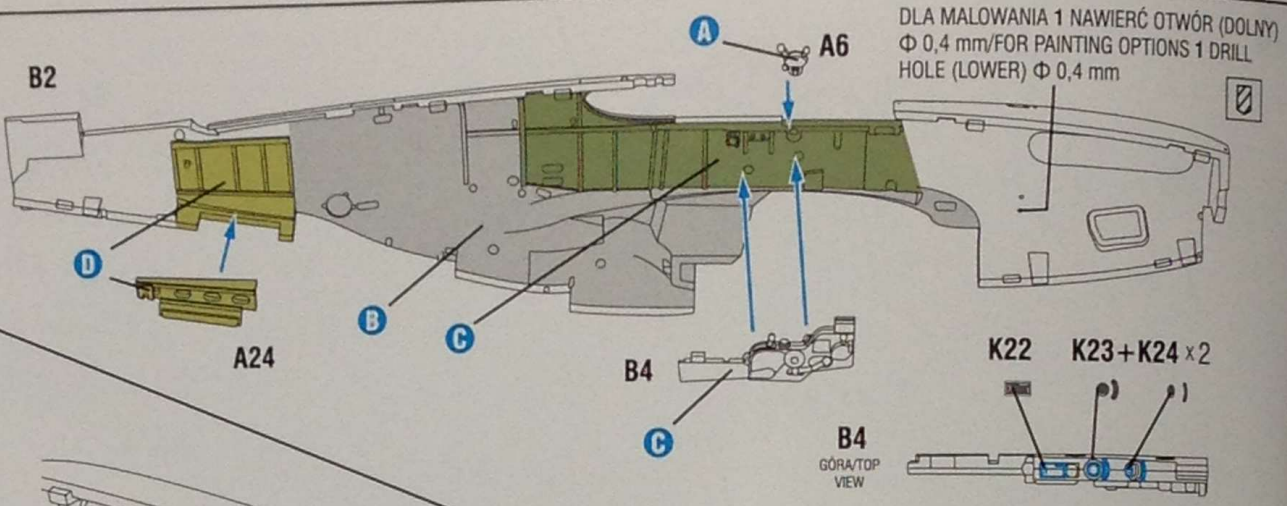 DLA MALOWANIA 1 NAWIERĆ OTWÓR (DOLNY)
Φ 0,4 mm/FOR PAINTING OPTIONS 1 DRILL
HOLE (LOWER) Φ 0,4 mm
A
A6
B2
D
B
C
A24
B4
C
K22
K23+K24 x2
B4
GÓRA/TOP
VIEW